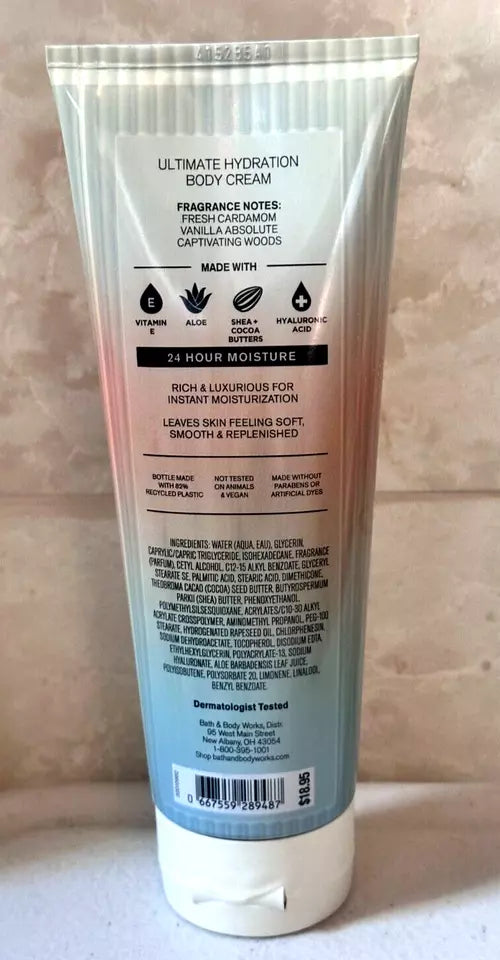 405295A0
ULTIMATE HYDRATION
BODY CREAM
FRAGRANCE NOTES:
FRESH CARDAMOM
VANILLA ABSOLUTE
CAPTIVATING WOODS
MADE WITH
E
VITAMIN
E
ALOE
SHEA +
COCOA
BUTTERS
HYALURONIC
ACID
24 HOUR MOISTURE
RICH & LUXURIOUS FOR
INSTANT MOISTURIZATION
LEAVES SKIN FEELING SOFT,
SMOOTH & REPLENISHED
BOTTLE MADE
WITH 82%
RECYCLED PLASTIC
NOT TESTED
ON ANIMALS
& VEGAN
MADE WITHOUT
PARABENS OR
ARTIFICIAL DYES
INGREDIENTS: WATER (AQUA, EAU), GLYCERIN,
CAPRYLIC/CAPRIC TRIGLYCERIDE, ISOHEXADECANE, FRAGRANCE
(PARFUM), CETYL ALCOHOL, C12-15 ALKYL BENZOATE, GLYCERYL
STEARATE SE, PALMITIC ACID, STEARIC ACID, DIMETHICONE,
THEOBROMA CACAO (COCOA) SEED BUTTER, BUTYROSPERMUM
PARKII (SHEA) BUTTER, PHENOXYETHANOL,
POLYMETHYLSILSESQUIOXANE, ACRYLATES/C10-30 ALKYL
ACRYLATE CROSSPOLYMER, AMINOMETHYL PROPANOL, PEG-100
STEARATE, HYDROGENATED RAPESEED OIL, CHLORPHENESIN,
SODIUM DEHYDROACETATE, TOCOPHEROL, DISODIUM EDTA,
ETHYLHEXYLGLYCERIN, POLYACRYLATE-13, SODIUM
HYALURONATE, ALOE BARBADENSIS LEAF JUICE,
POLYISOBUTENE, POLYSORBATE 20, LIMONENE, LINALOOL,
BENZYL BENZOATE.
Dermatologist Tested
Bath & Body Works, Distr.
95 West Main Street
New Albany, OH 43054
1-800-395-1001
Shop bathandbodyworks.com
0 667559 289487
$18.95